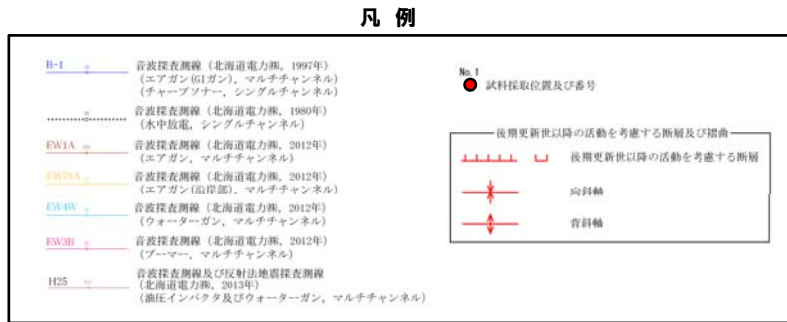 凡 例
B-1
音波探査測線（北海道電力㈱，1997年）
（エアガン(GIガン)，マルチチャンネル）
（チャープソナー，シングルチャンネル）
音波探査測線（北海道電力㈱，1980年）
（水中放電，シングルチャンネル）
EW1A
音波探査測線（北海道電力㈱，2012年）
（エアガン，マルチチャンネル）
音波探査測線（北海道電力㈱，2012年）
（エアガン(沿岸部)，マルチチャンネル）
EW4W
音波探査測線（北海道電力㈱，2012年）
（ウォーターガン，マルチチャンネル）
EW3B
音波探査測線（北海道電力㈱，2012年）
（ブーマー，マルチチャンネル）
H25
音波探査測線及び反射法地震探査測線
（北海道電力㈱，2013年）
（油圧インパクタ及びウォーターガン，マルチチャンネル）
No.1
試料採取位置及び番号
後期更新世以降の活動を考慮する断層及び褶曲
後期更新世以降の活動を考慮する断層
向斜軸
背斜軸